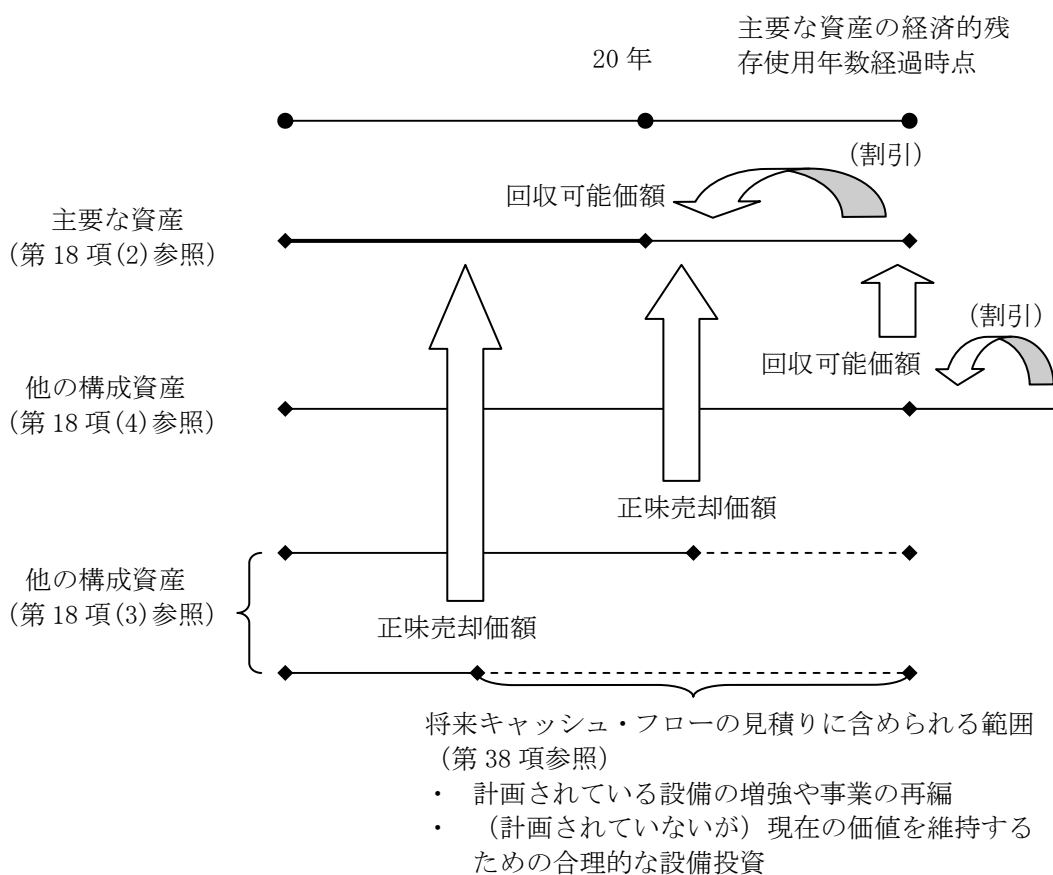 主要な資産の経済的残
20 年
存使用年数経過時点
(割引)
回収可能価額
主要な資産
(第 18 項(2)参照)
(割引)
回収可能価額
他の構成資産
(第 18 項(4)参照)
正味売却価額
他の構成資産
(第 18 項(3)参照)
正味売却価額
将来キャッシュ・フローの見積りに含められる範囲
(第 38 項参照)
・ 計画されている設備の増強や事業の再編
・ (計画されていないが)現在の価値を維持する
ための合理的な設備投資